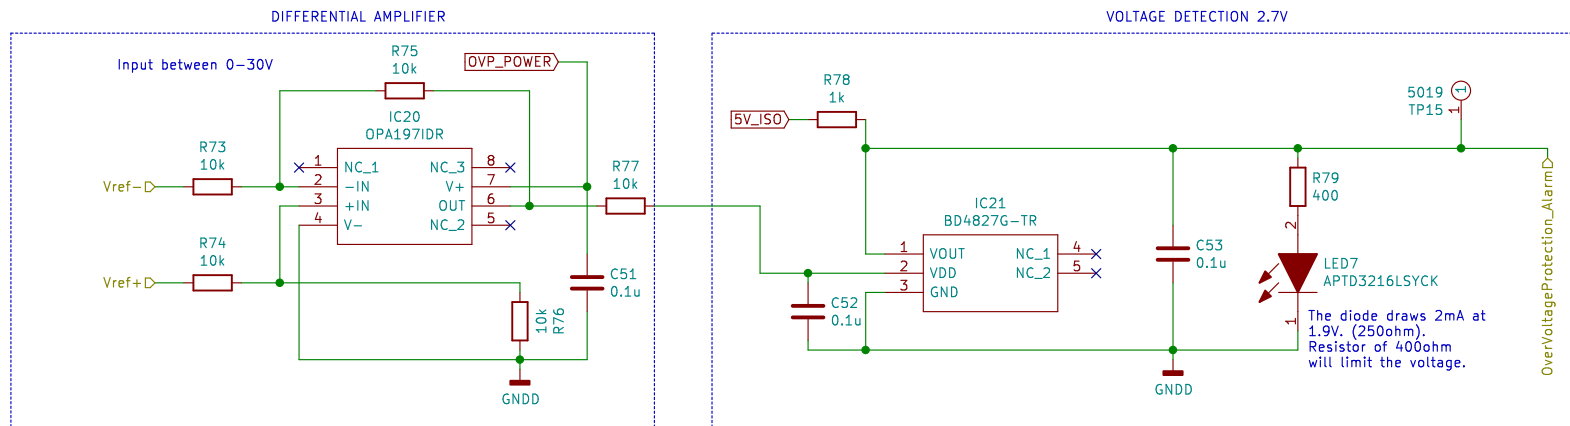 DIFFERENTIAL AMPLIFIER
VOLTAGE DETECTION 2.7V
Input between 0-30V
R75
10k
OVP_POWER
IC20
OPA197IDR
R73
10k
Vref-
1
2
3
4
NC_1
-IN
+IN
V-
NC_3
V+
OUT
NC_2
8
7
6
5
R77
10k
R74
10k
Vref+
10k
R76
C51
0.1u
GNDD
R78
1k
5V_ISO
5019
TP15
1
1
IC21
BD4827G-TR
1
2
3
VOUT
VDD
GND
NC_1
NC_2
4
5
C52
0.1u
C53
0.1u
R79
400
2
LED7
APTD3216LSYCK
1
The diode draws 2mA at
1.9V. (250ohm).
Resistor of 400ohm
will limit the voltage.
GNDD
OverVoltageProtection_Alarm